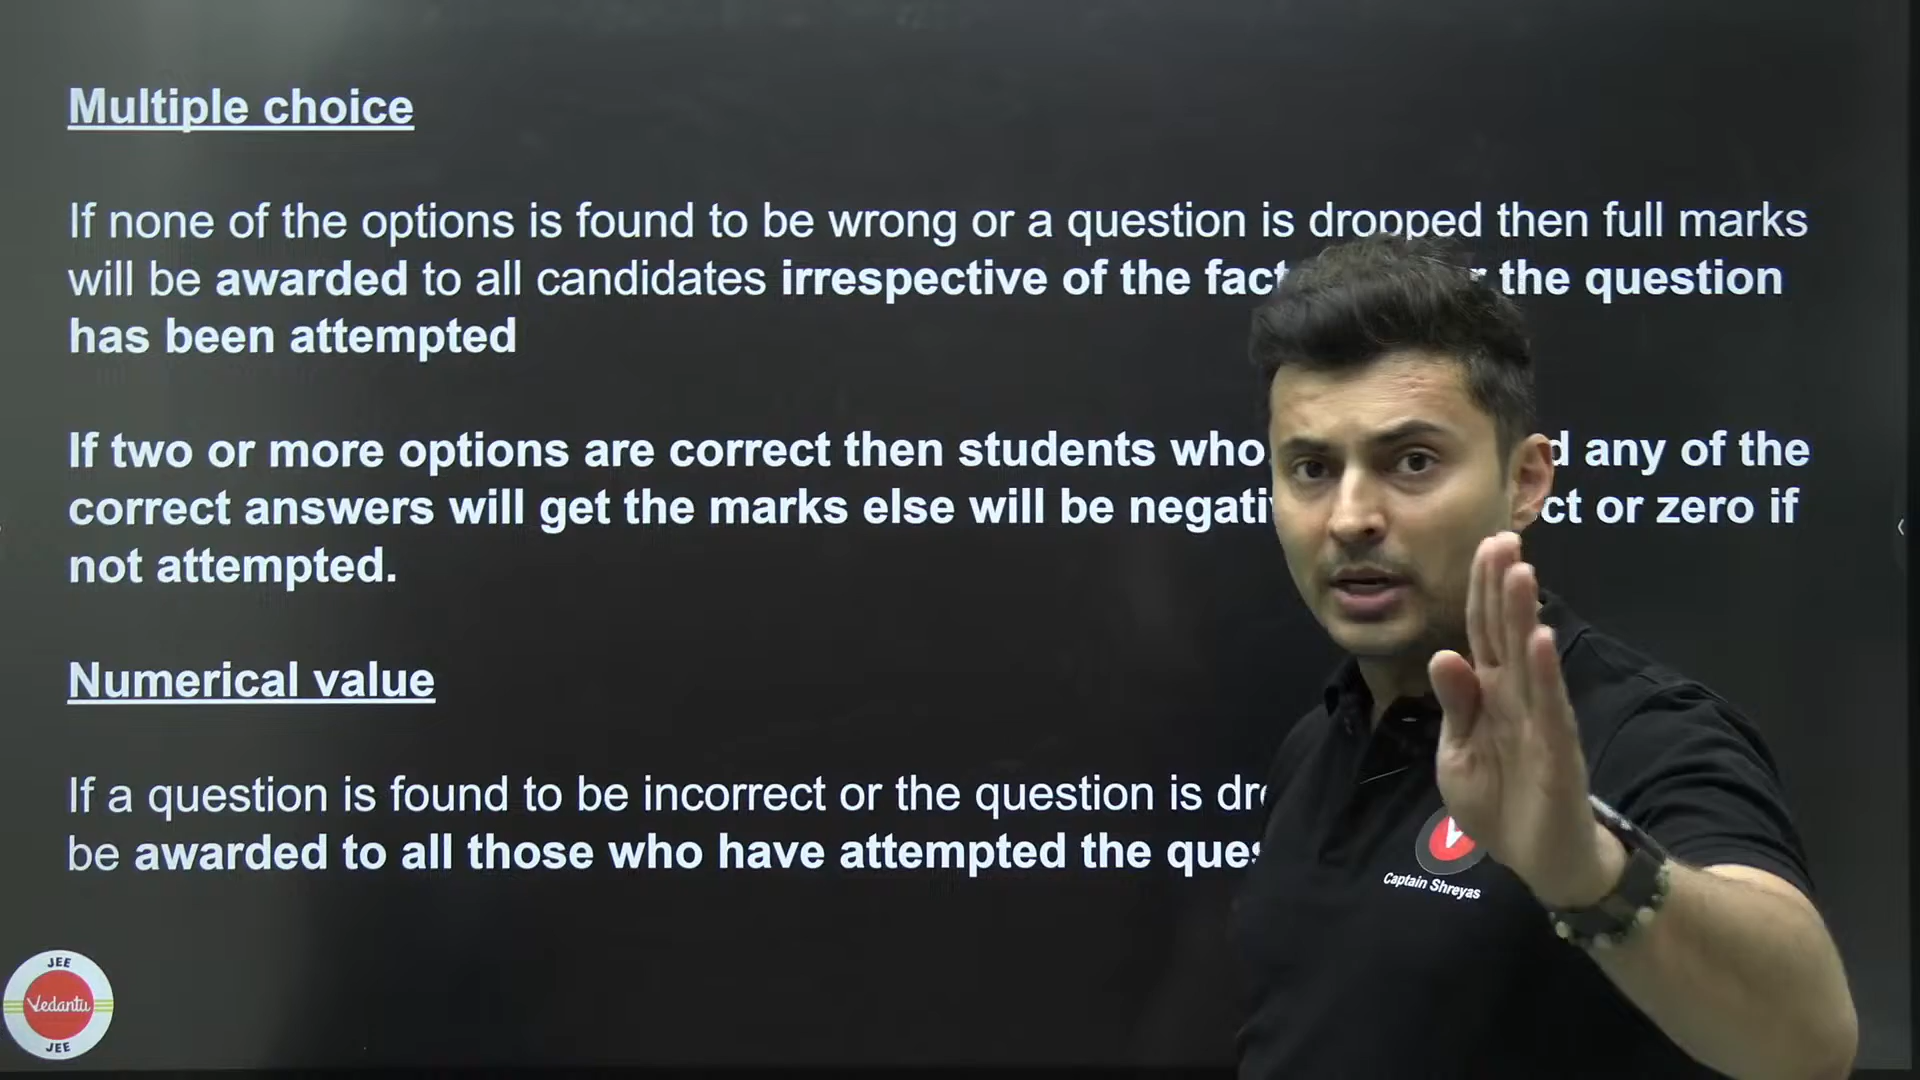 Multiple choice
If none of the options is found to be wrong or a question is dropped then full marks
will be awarded to all candidates irrespective of the fact the question
has been attempted
If two or more options are correct then students who any of the
correct answers will get the marks else will be or zero if
not attempted.
Numerical value
If a question is found to be incorrect or the question is
be awarded to all those who have attempted the
Captain Shreyas
JEE
Vedantu
JEE